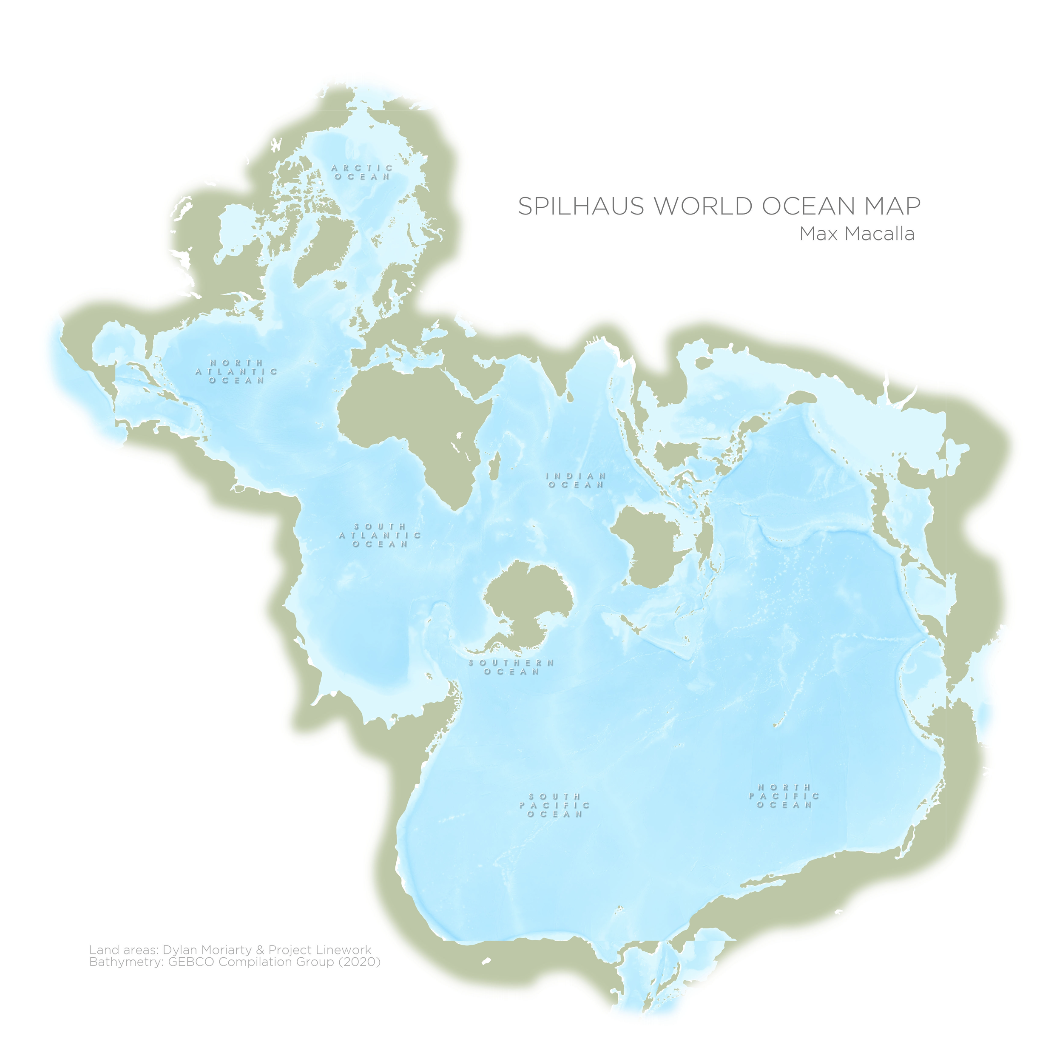 SPILHAUS WORLD OCEAN MAP
Max Macalla
ARCTIC
OCEAN
NORTH
ATLANTIC
OCEAN
INDIAN
OCEAN
SOUTH
ATLANTIC
OCEAN
SOUTHERN
OCEAN
SOUTH
PACIFIC
OCEAN
NORTH
PACIFIC
OCEAN
Land areas: Dylan Moriarty & Project Linework
Bathymetry: GEBCO Compilation Group (2020)